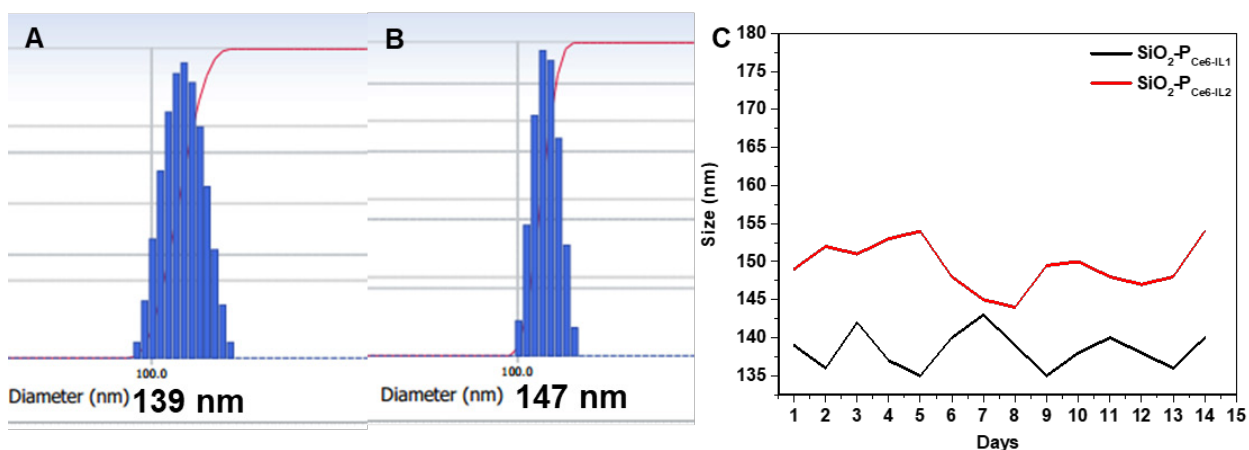 A
100.0
Diameter (nm) 139 nm
B
100.0
Diameter (nm) 147 nm
C
SiO2-PCe6-IL1
SiO2-PCe6-IL2
Size (nm)
180
175
170
165
160
155
150
145
140
135
1 2 3 4 5 6 7 8 9 10 11 12 13 14 15
Days